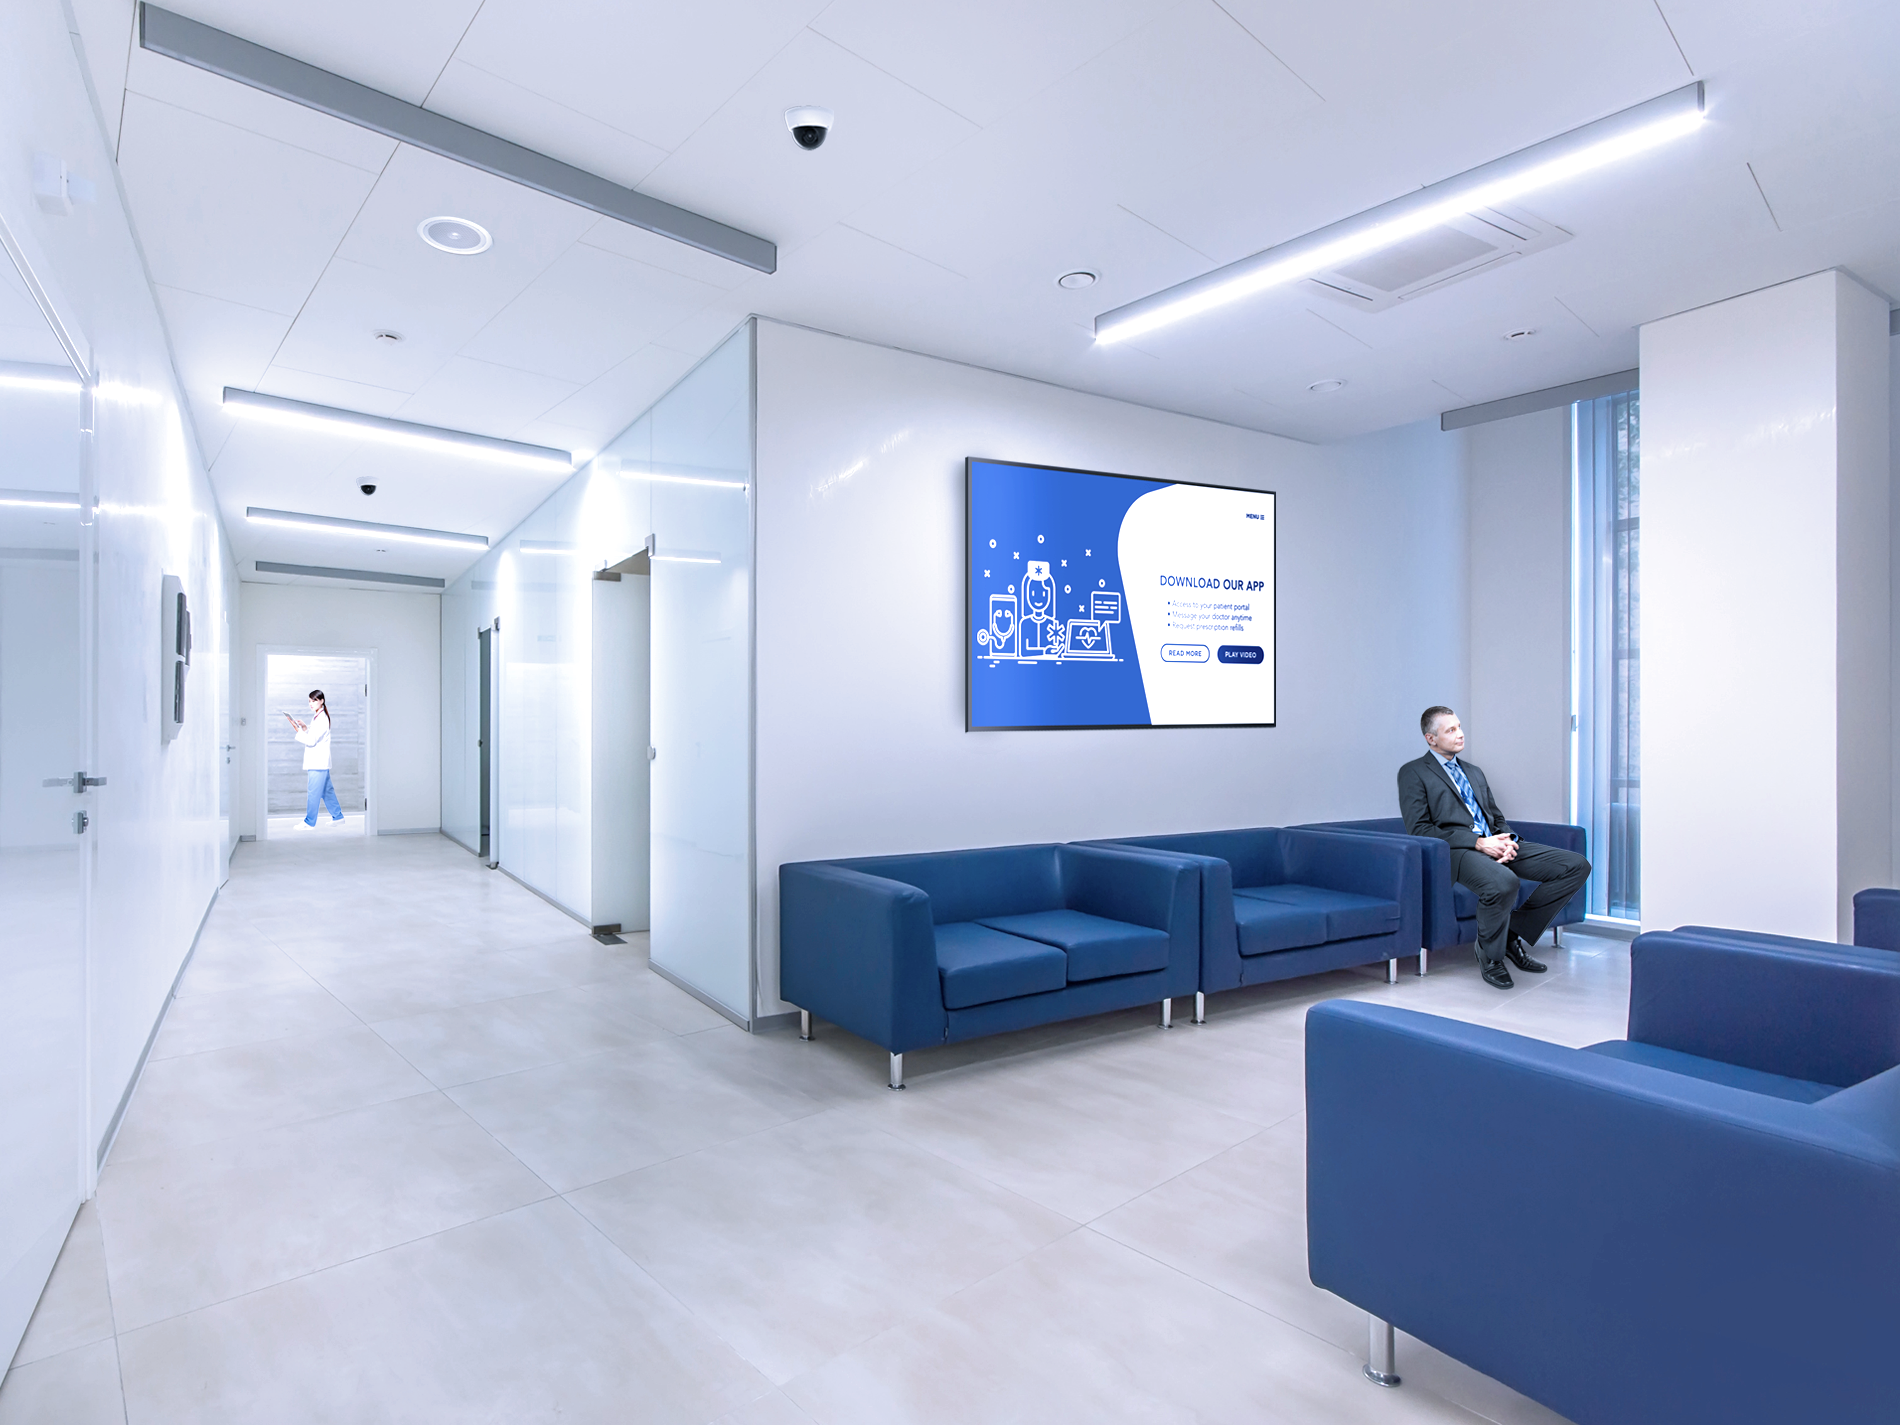 MENU
DOWNLOAD OUR APP
• Access to your patient portal
• Message your doctor anytime
• Request prescription refills
READ MORE
PLAY VIDEO